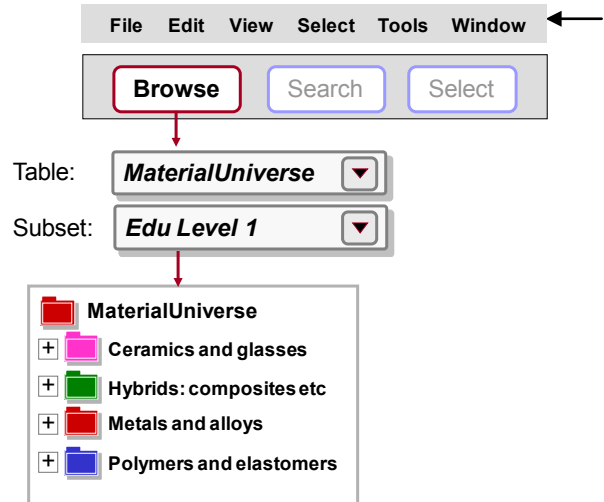 File Edit View Select Tools Window
Browse Search Select
Table: MaterialUniverse
Subset: Edu Level 1
MaterialUniverse
+ Ceramics and glasses
+ Hybrids: composites etc
+ Metals and alloys
+ Polymers and elastomers